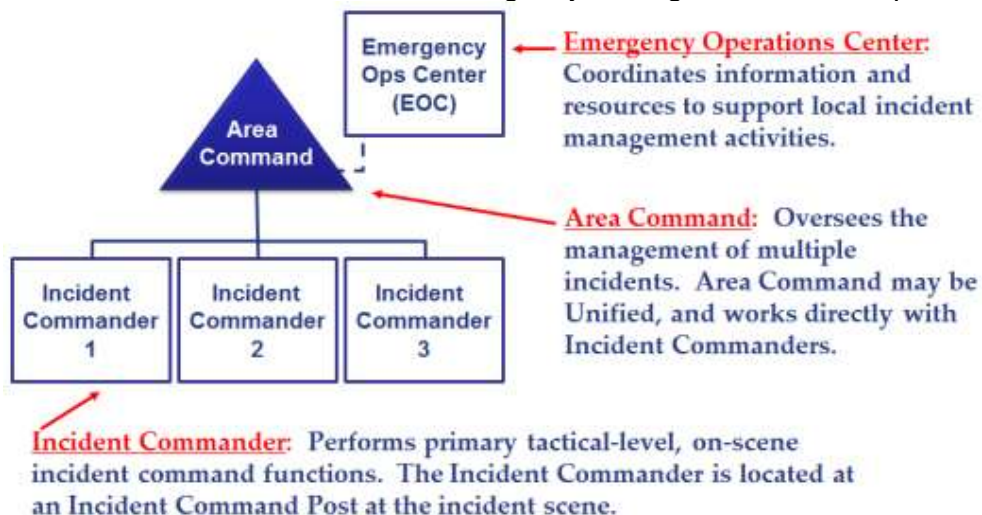 Emergency
Ops Center
(EOC)
Emergency Operations Center:
Coordinates information and
resources to support local incident
management activities.
Area
Command
Area Command: Oversees the
management of multiple
incidents. Area Command may be
Unified, and works directly with
Incident Commanders.
Incident
Commander
1
Incident
Commander
2
Incident
Commander
3
Incident Commander: Performs primary tactical-level, on-scene
incident command functions. The Incident Commander is located at
an Incident Command Post at the incident scene.